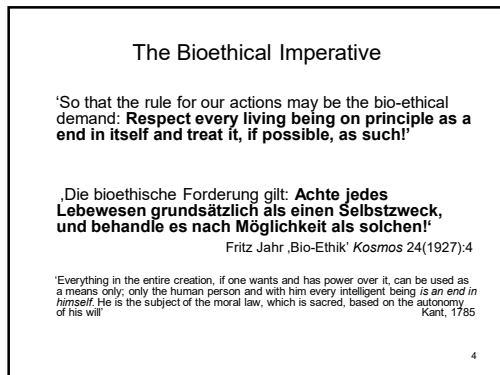 The Bioethical Imperative
‘So that the rule for our actions may be the bio-ethical
demand: Respect every living being on principle as a
end in itself and treat it, if possible, as such!’
‚Die bioethische Forderung gilt: Achte jedes
Lebewesen grundsätzlich als einen Selbstzweck,
und behandle es nach Möglichkeit als solchen!‘
Fritz Jahr ‚Bio-Ethik’ Kosmos 24(1927):4
‘Everything in the entire creation, if one wants and has power over it, can be used as
a means only; only the human person and with him every intelligent being is an end in
himself. He is the subject of the moral law, which is sacred, based on the autonomy
of his will’ Kant, 1785
4